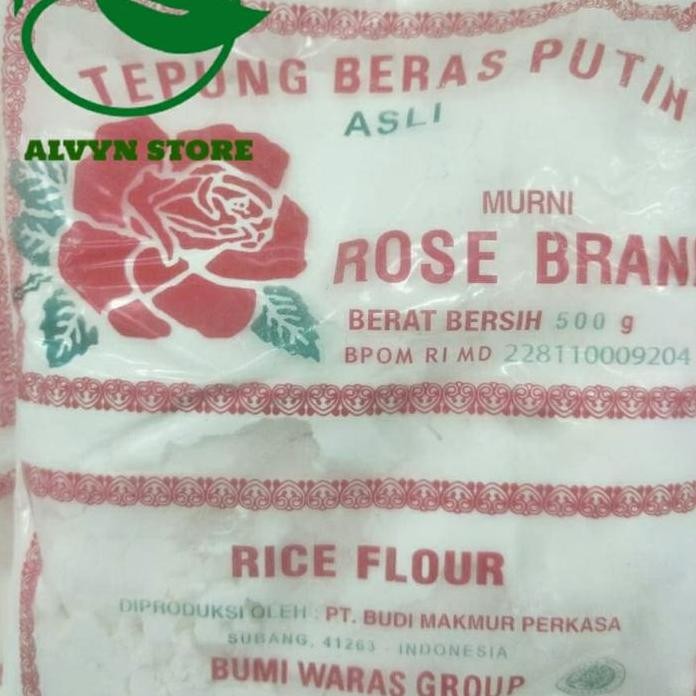 TEPUNG BERAS PUTIH
ASLI
ALVYN STORE
MURNI
ROSE BRAN
BERAT BERSIH 500 g
BPOM RI MD 228110009204
RICE FLOUR
DIPRODUKSI OLEH : PT. BUDI MAKMUR PERKASA
SUBANG, 41263 - INDONESIA
BUMI WARAS GROUP